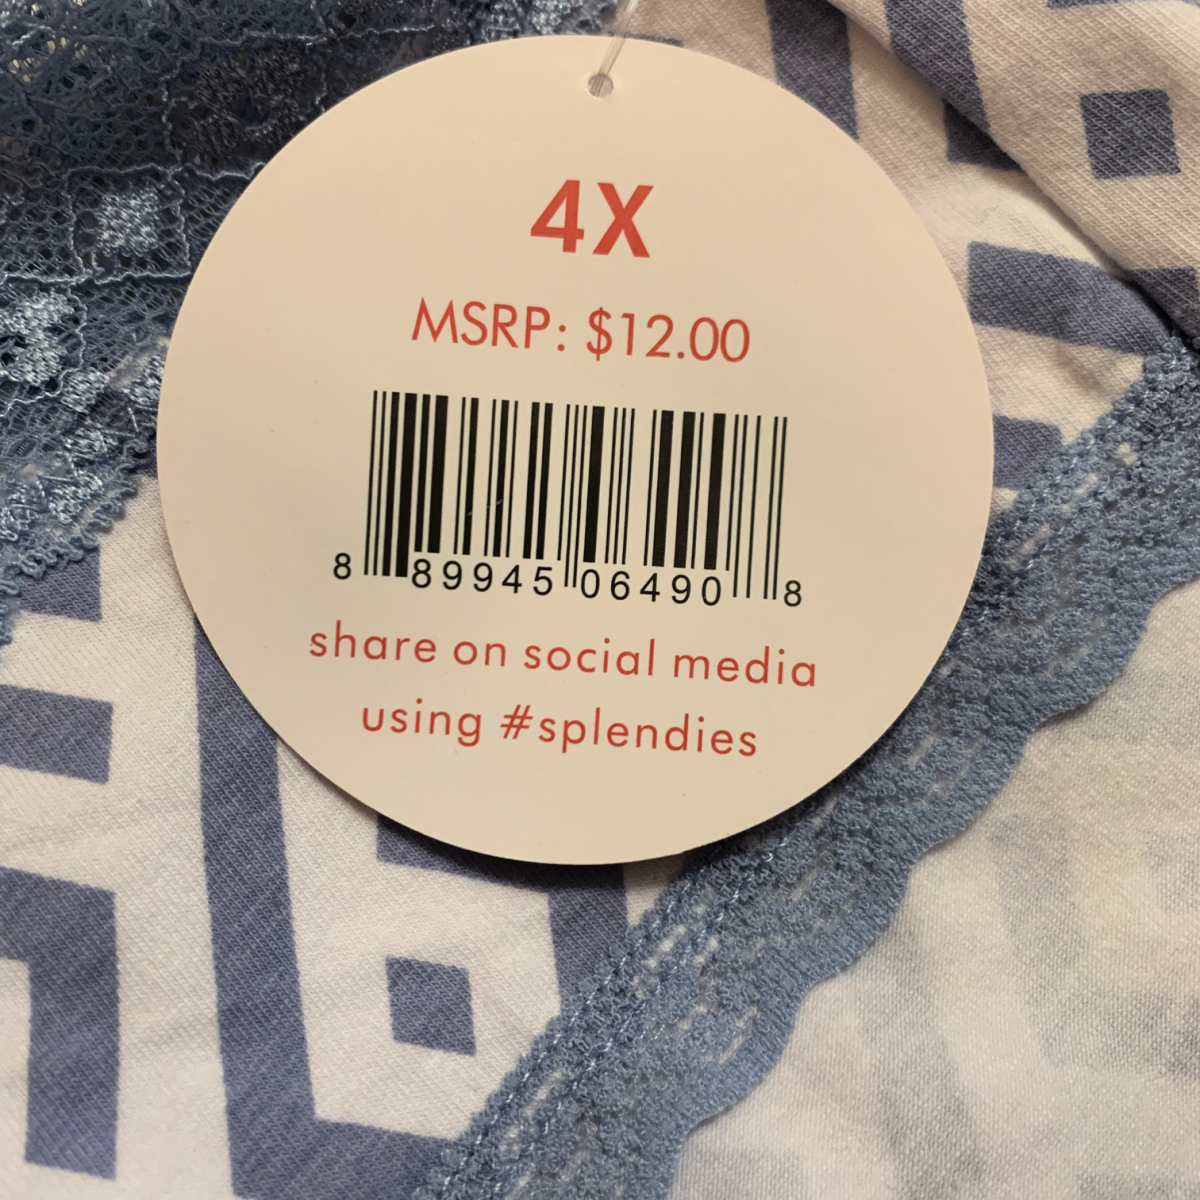 4X
MSRP: $12.00
8 89945 06490 8
share on social media
using #splendies